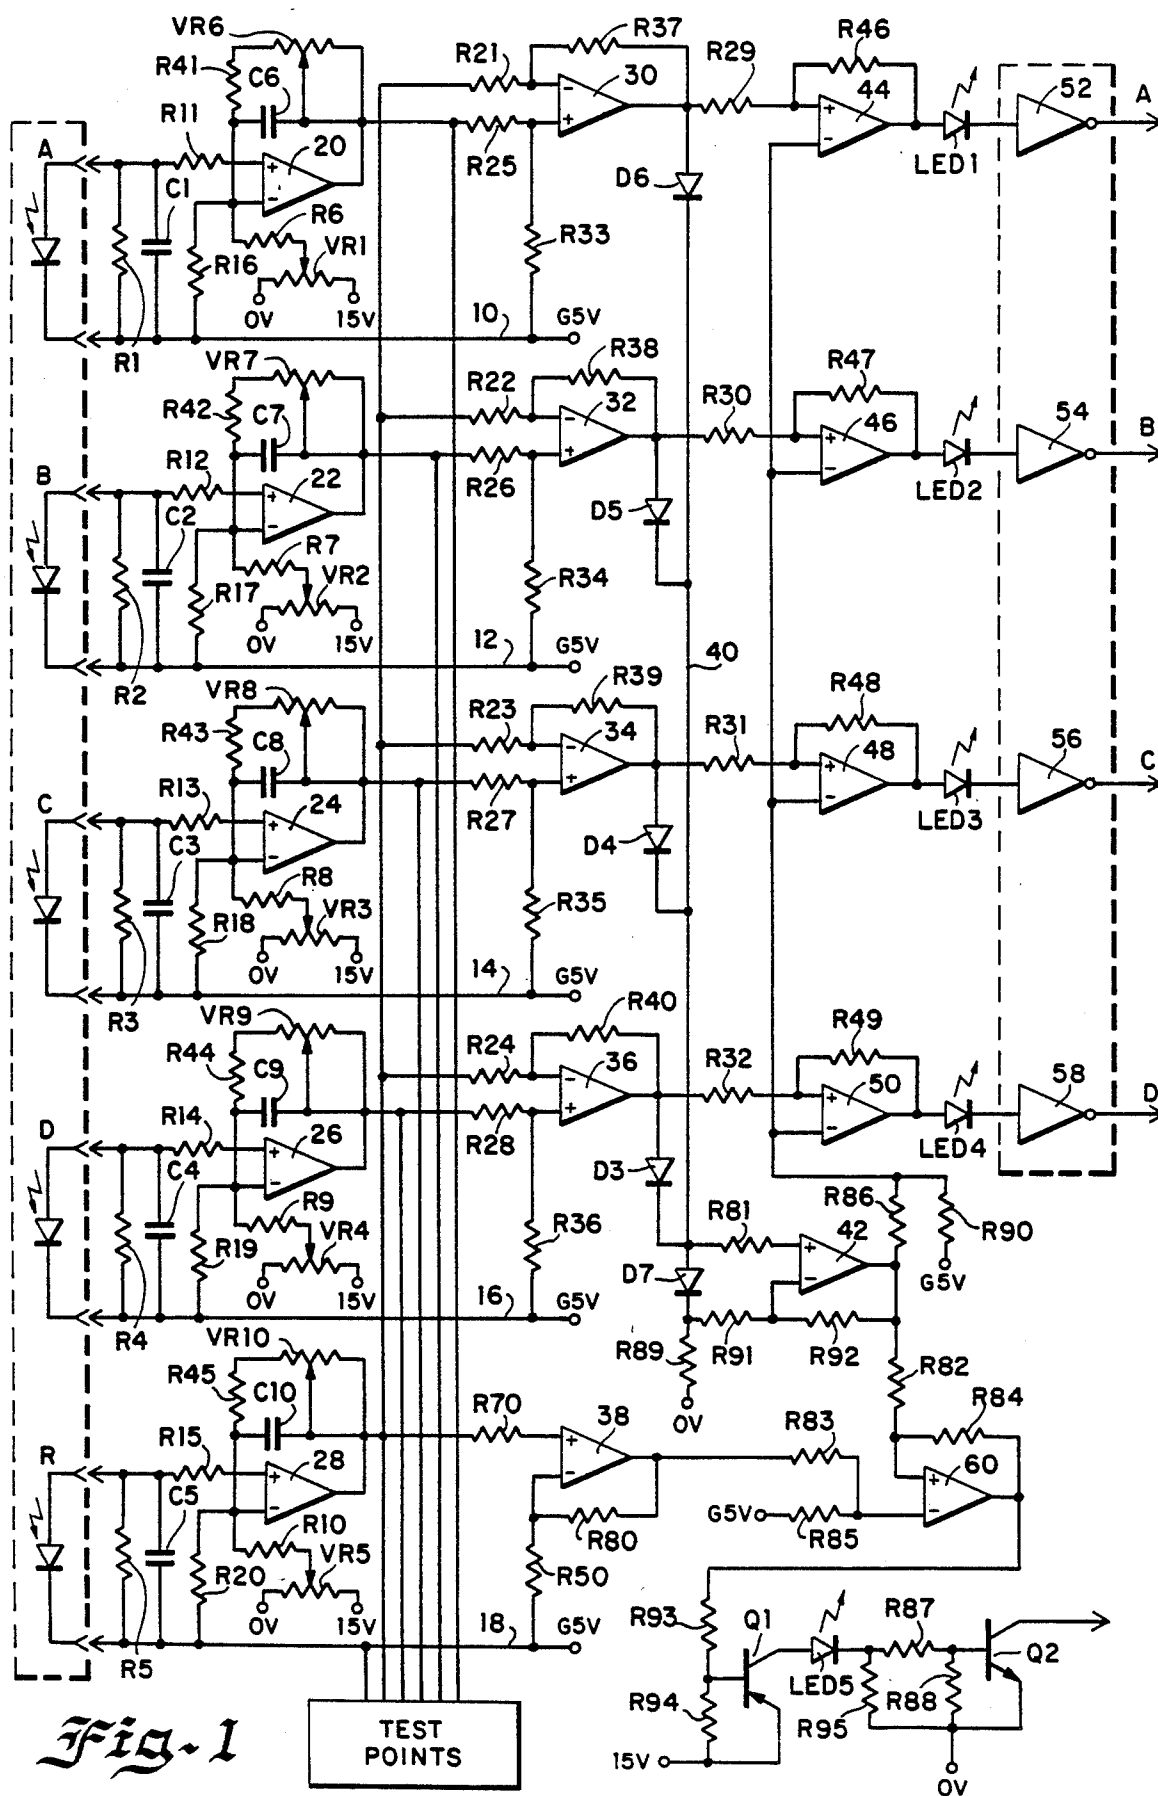 VR6
R37
R46
R41
C6
R21
30
R29
44
52
A
R11
20
R25
LED1
A
C1
D6
R6
R33
R16
VR1
0V
15V
10
G5V
R1
VR7
R38
R47
R42
C7
R22
32
R30
46
54
B
R12
22
R26
LED2
B
C2
D5
R7
R34
R17
VR2
0V
15V
12
G5V
40
R2
VR8
R39
R48
R43
C8
R23
34
R31
48
56
C
R13
24
R27
LED3
C
C3
D4
R8
R35
R18
VR3
0V
15V
14
G5V
R3
VR9
R40
R49
R44
C9
R24
36
R32
50
58
D
R14
26
R28
LED4
D
C4
D3
R9
R36
R81
42
R86
R90
R19
VR4
D7
G5V
0V
15V
16
G5V
R4
VR10
R89
R91
R92
R82
R45
C10
R70
38
0V
R83
R84
R15
28
60
R
C5
R80
G5V
R85
R10
R50
R20
VR5
0V
15V
18
G5V
R93
Q1
R87
Q2
R5
LED5
R94
R95
R88
TEST
POINTS
15V
0V
Fig. 1